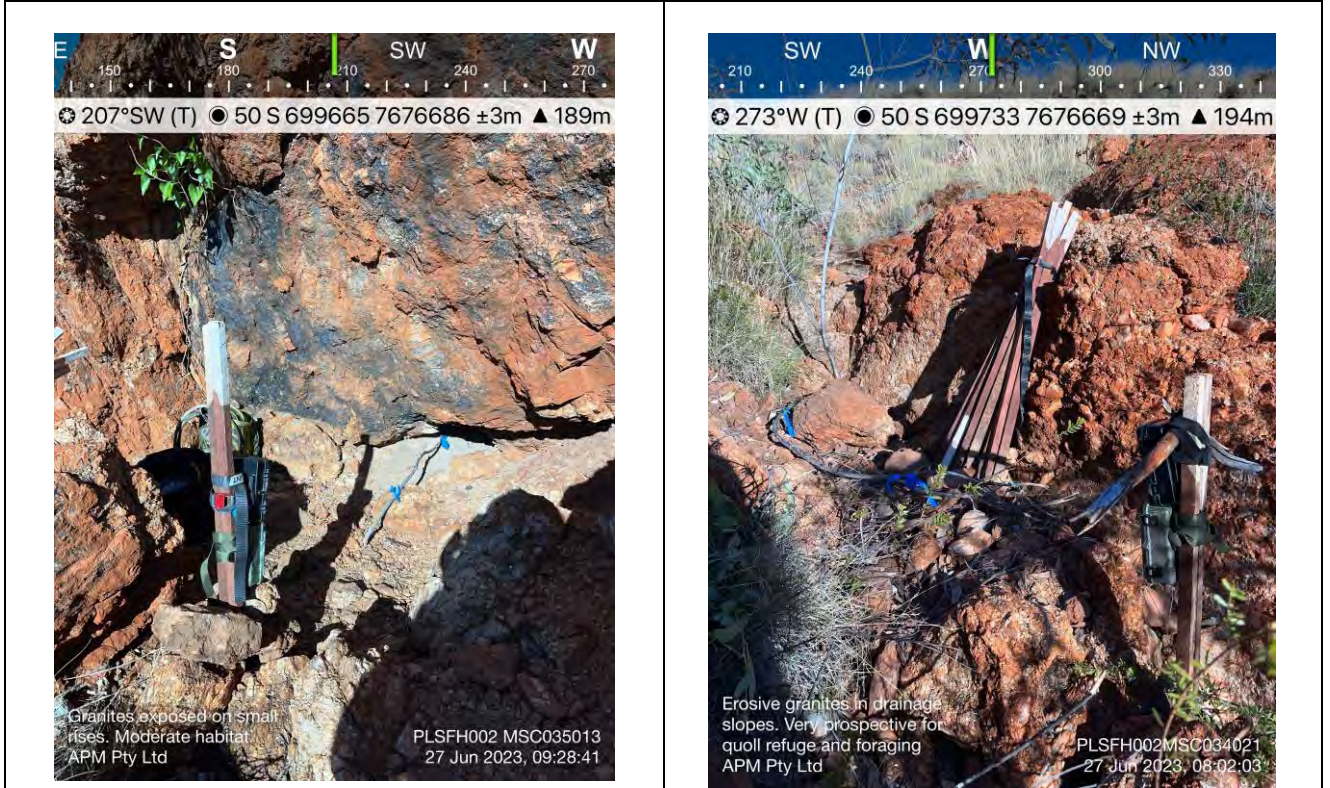 E S SW W
150 180 210 240 270
207°SW (T) 50 S 699665 7676686 ±3m ▲ 189m
Granites exposed on small
rises. Moderate habitat
APM Pty Ltd
PLSFH002 MSC035013
27 Jun 2023, 09:28:41
SW W NW
210 240 270 300 330
273°W (T) 50 S 699733 7676669 ±3m ▲ 194m
Erosive granites in drainage
slopes. Very prospective for
quoll refuge and foraging
APM Pty Ltd
PLSFH002MSC034021
27 Jun 2023, 08:02:03